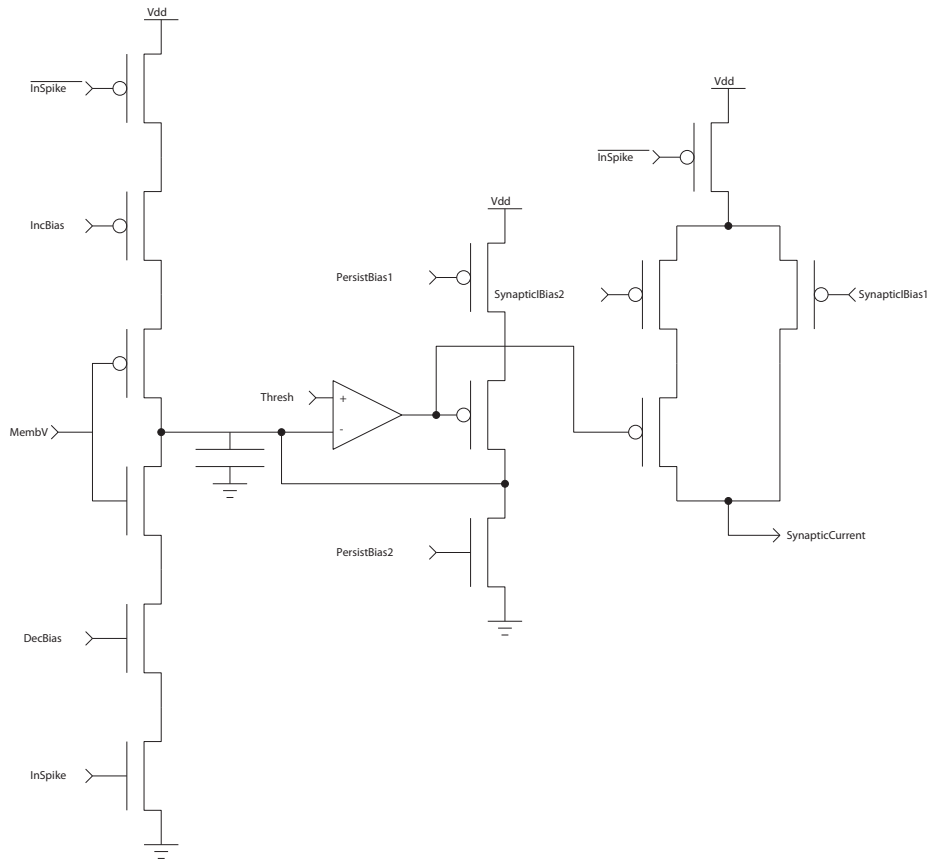 Vdd
InSpike
IncBias
MembV
DecBias
InSpike
Thresh
+
-
Vdd
PersistBias1
PersistBias2
Vdd
InSpike
SynapticIBias2
SynapticIBias1
SynapticCurrent